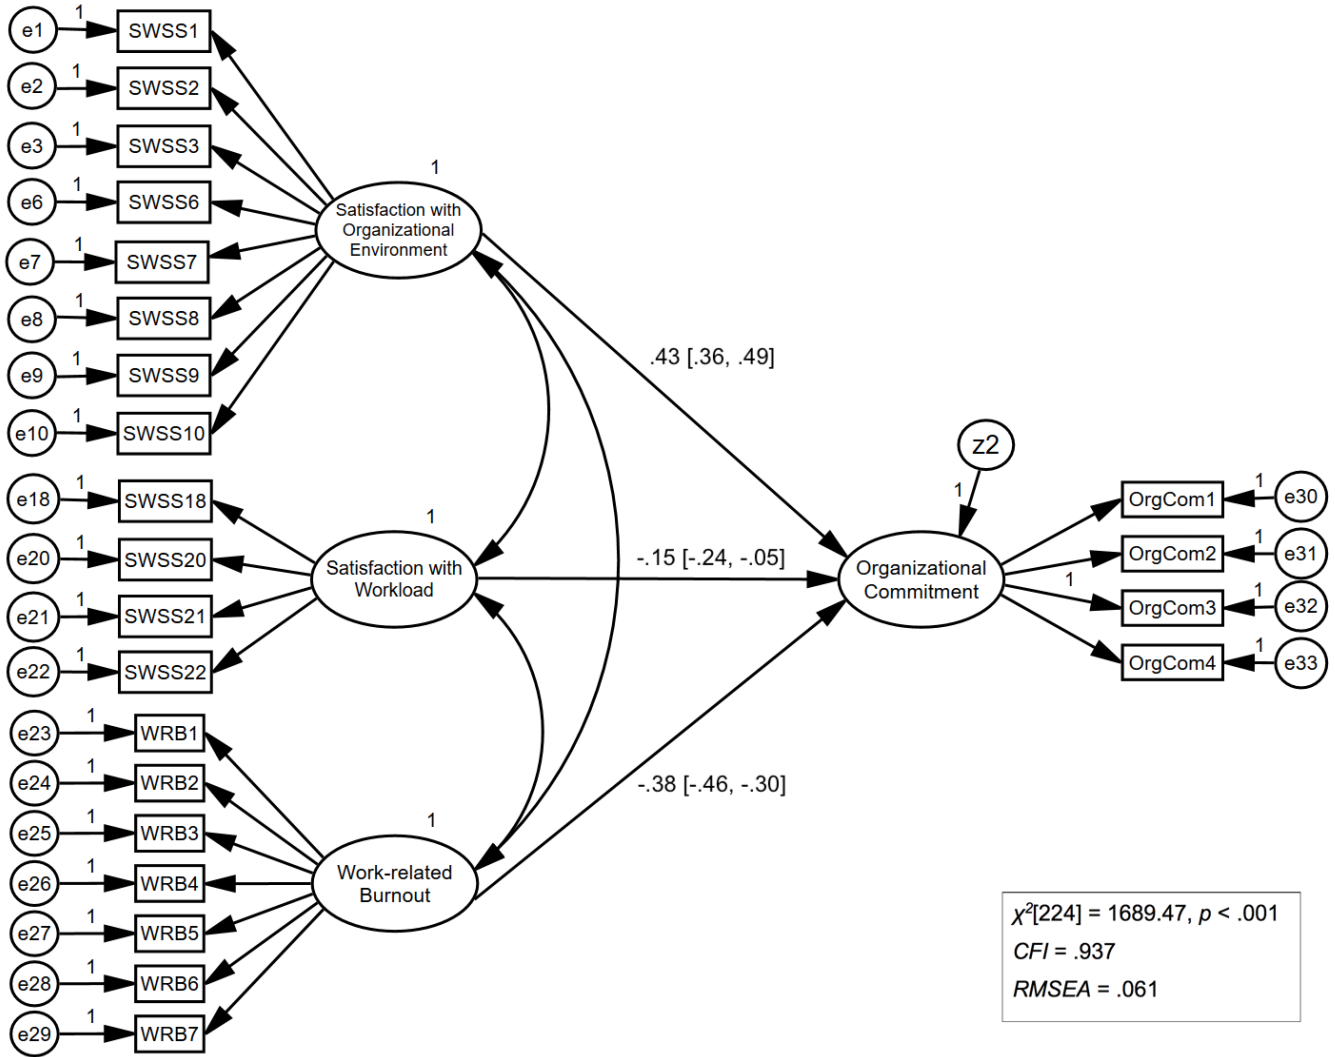 1
e1
SWSS1
1
e2
SWSS2
1
e3
SWSS3
1
e6
SWSS6
1
e7
SWSS7
1
e8
SWSS8
1
e9
SWSS9
1
e10
SWSS10
1
Satisfaction with
Organizational
Environment
.43 [.36, .49]
1
e18
SWSS18
1
e20
SWSS20
1
e21
SWSS21
1
e22
SWSS22
1
Satisfaction with
Workload
-.15 [-.24, -.05]
1
e23
WRB1
1
e24
WRB2
1
e25
WRB3
1
e26
WRB4
1
e27
WRB5
1
e28
WRB6
1
e29
WRB7
1
Work-related
Burnout
-.38 [-.46, -.30]
z2
1
Organizational
Commitment
OrgCom1
1
e30
OrgCom2
1
e31
1
OrgCom3
1
e32
OrgCom4
1
e33
χ²[224] = 1689.47, p < .001
CFI = .937
RMSEA = .061